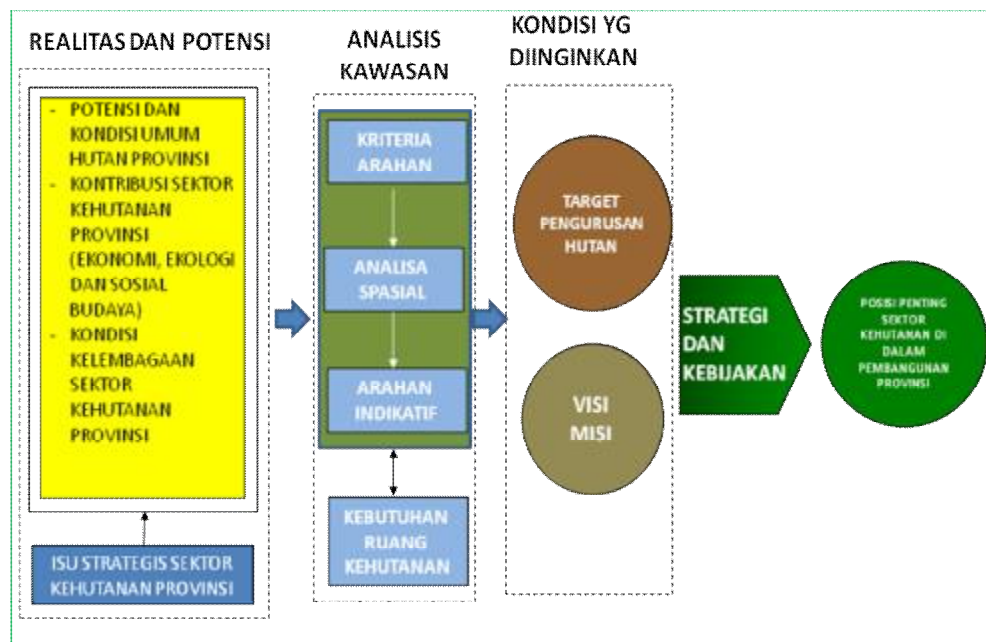 REALITAS DAN POTENSI
- POTENSI DAN
KONDISI UMUM
HUTAN PROVINSI
- KONTRIBUSI SEKTOR
KEHUTANAN
PROVINSI
(EKONOMI, EKOLOGI
DAN SOSIAL
BUDAYA)
- KONDISI
KELEMBAGAAN
SEKTOR
KEHUTANAN
PROVINSI
ISU STRATEGIS SEKTOR
KEHUTANAN PROVINSI
ANALISIS
KAWASAN
KRITERIA
ARAHAN
ANALISA
SPASIAL
ARAHAN
INDIKATIF
KEBUTUHAN
RUANG
KEHUTANAN
KONDISI YG
DIINGINKAN
TARGET
PENGURUSAN
HUTAN
VISI
MISI
STRATEGI
DAN
KEBIJAKAN
POSISI PENTING
SEKTOR
KEHUTANAN DI
DALAM
PEMBANGUNAN
PROVINSI